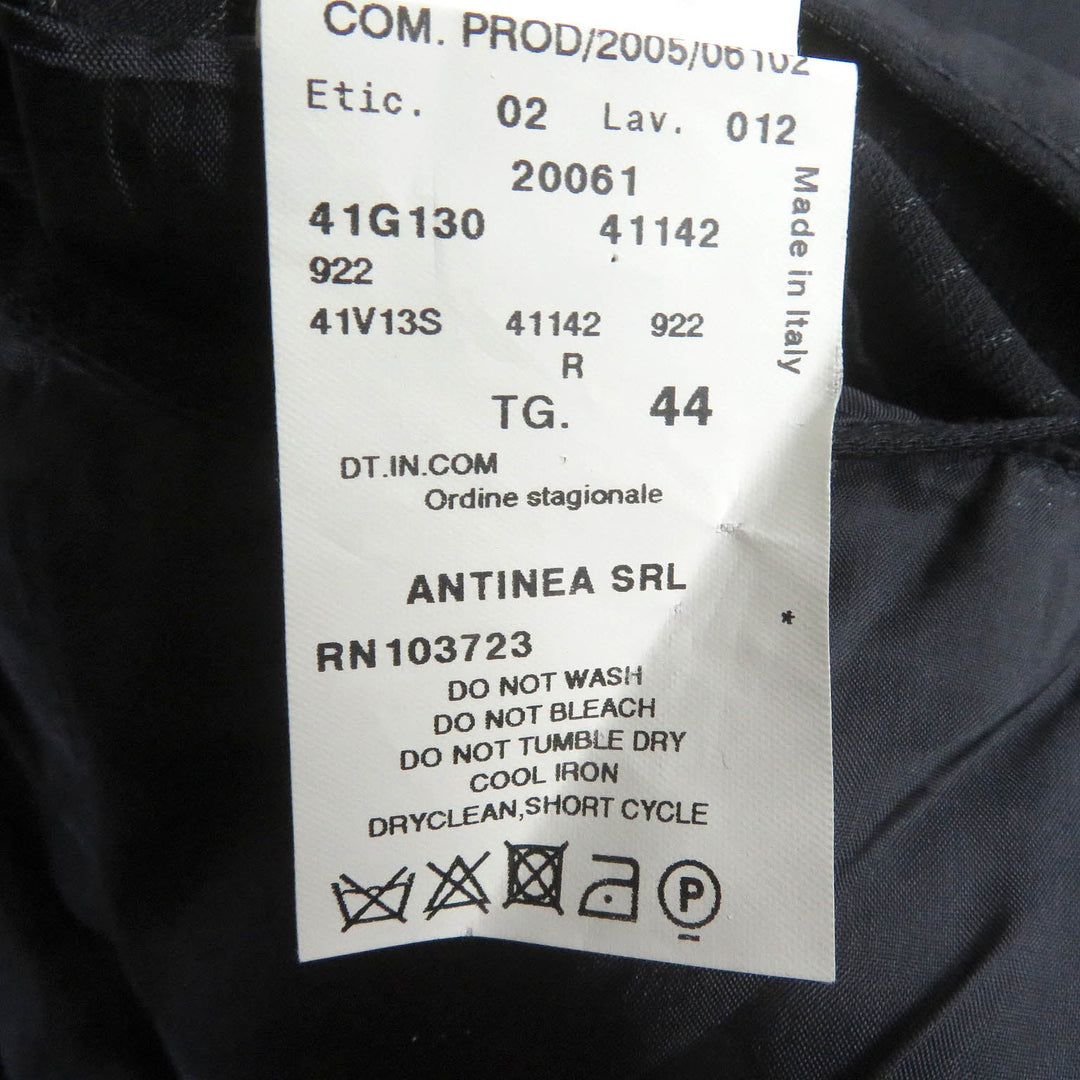 COM. PROD/2005/06102
Etic. 02 Lav. 012
20061
41G130 41142
922
41V13S 41142 922
R
TG. 44
DT.IN.COM
Ordine stagionale
ANTINEA SRL
*
RN103723
DO NOT WASH
DO NOT BLEACH
DO NOT TUMBLE DRY
COOL IRON
DRYCLEAN,SHORT CYCLE
P
Made in Italy